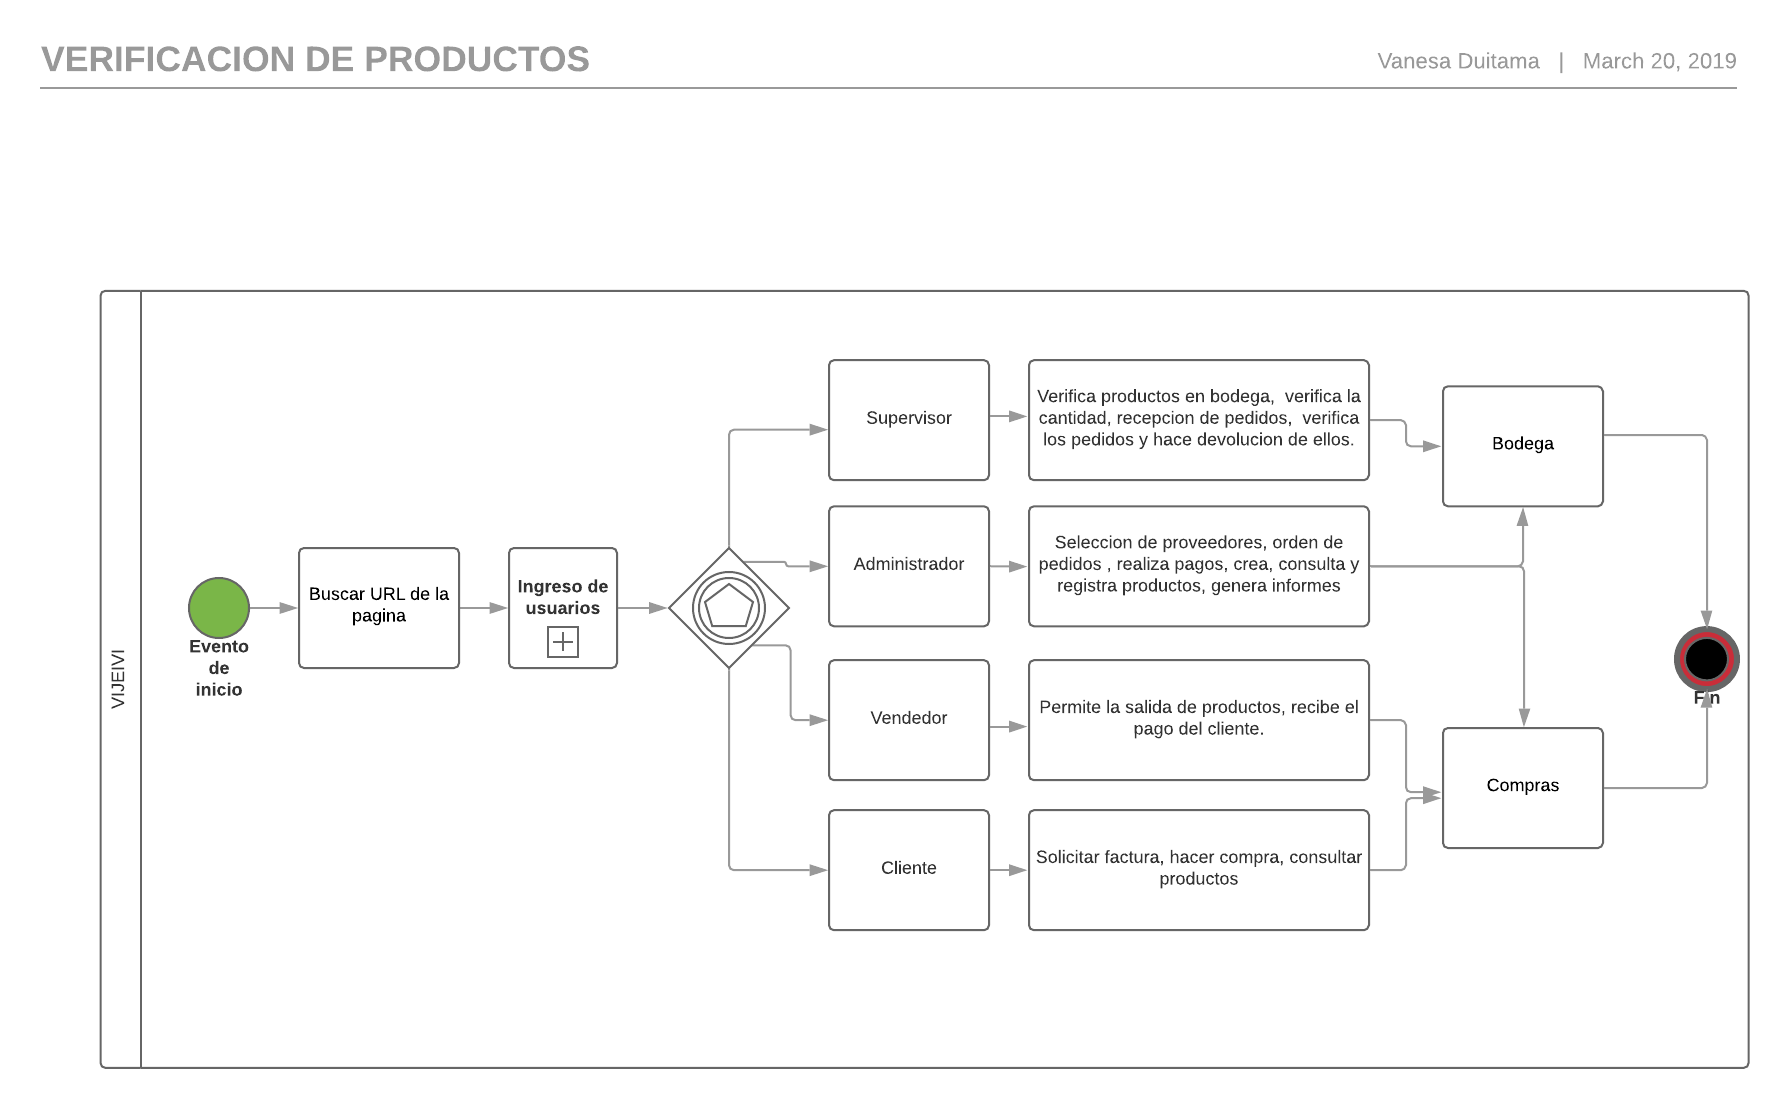 VERIFICACION DE PRODUCTOS
Vanesa Duitama | March 20, 2019
VIJEIVI
Evento
de
inicio
Buscar URL de la
pagina
Ingreso de
usuarios
Supervisor
Verifica productos en bodega, verifica la
cantidad, recepcion de pedidos, verifica
los pedidos y hace devolucion de ellos.
Bodega
Administrador
Seleccion de proveedores, orden de
pedidos , realiza pagos, crea, consulta y
registra productos, genera informes
Vendedor
Permite la salida de productos, recibe el
pago del cliente.
Fin
Compras
Cliente
Solicitar factura, hacer compra, consultar
productos